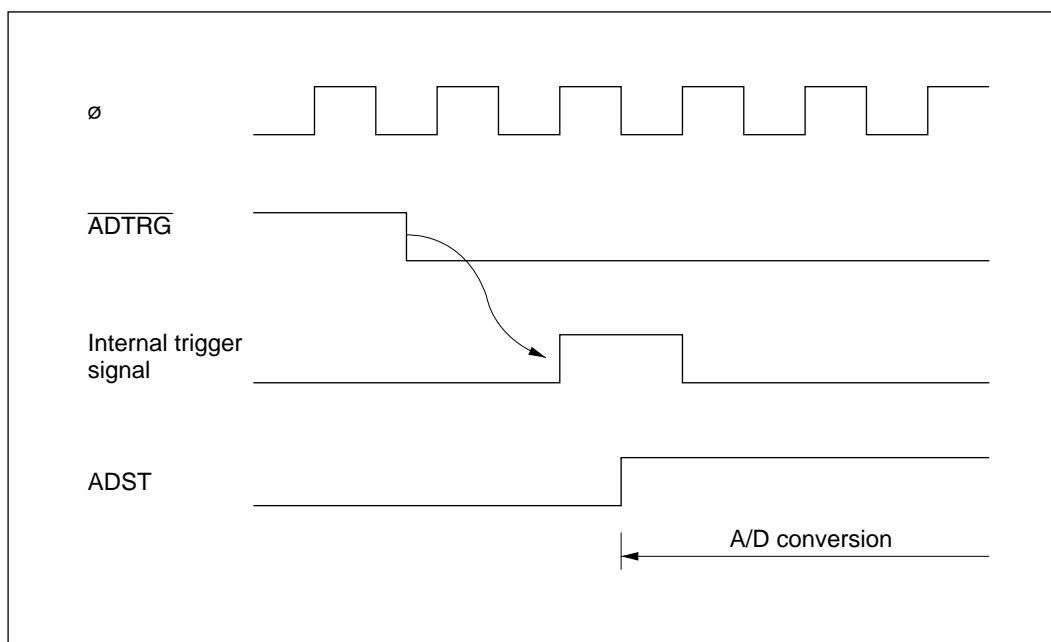 ø
ADTRG
Internal trigger
signal
ADST
A/D conversion